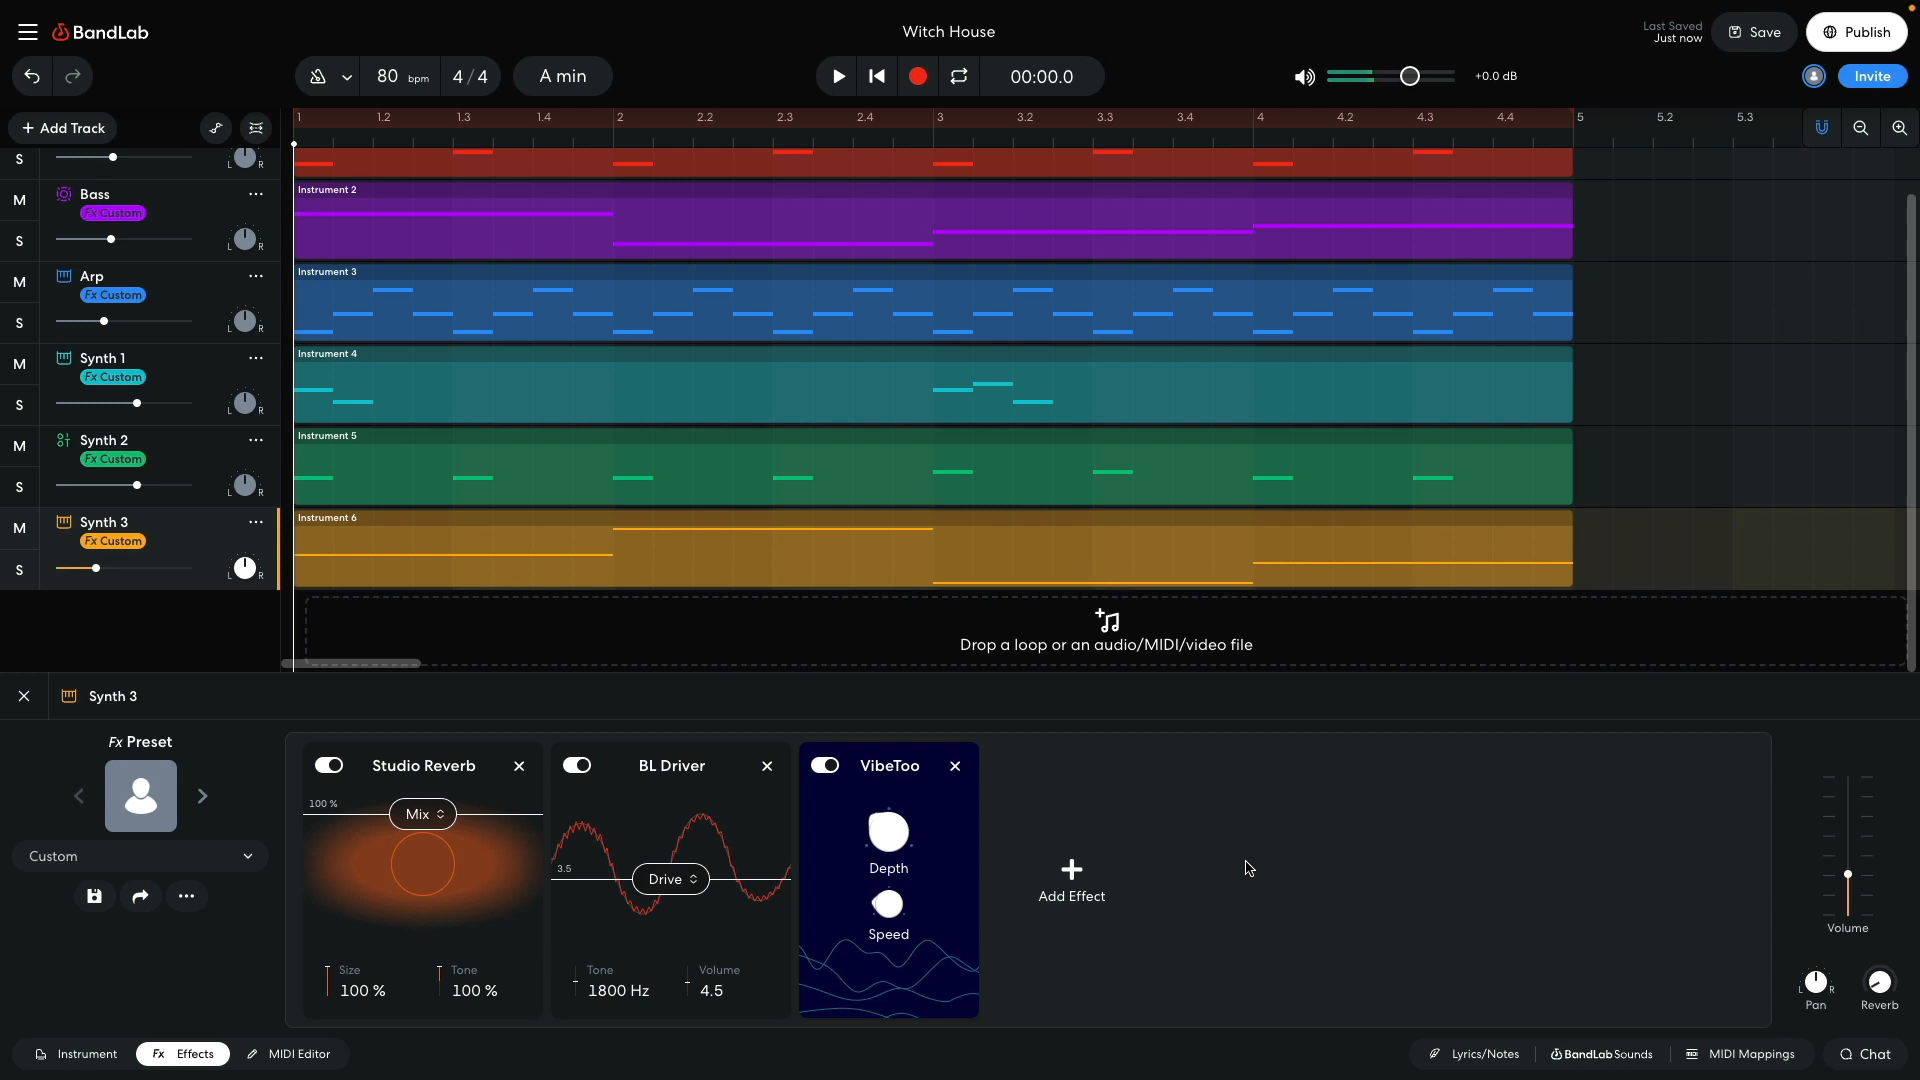 BandLab
Witch House
Last Saved
Just now
Save
Publish
80 bpm
4/4
A min
00:00.0
+0.0 dB
Invite
+ Add Track
1 1.2 1.3 1.4 2 2.2 2.3 2.4 3 3.2 3.3 3.4 4 4.2 4.3 4.4 5 5.2 5.3
S
L R
M
Bass
Fx Custom
S
L R
Instrument 2
M
Arp
Fx Custom
S
L R
Instrument 3
M
Synth 1
Fx Custom
S
L R
Instrument 4
M
Synth 2
Fx Custom
S
L R
Instrument 5
M
Synth 3
Fx Custom
S
L R
Instrument 6
Drop a loop or an audio/MIDI/video file
Synth 3
Fx Preset
Custom
Studio Reverb
100 %
Mix
Size
100 %
Tone
100 %
BL Driver
3.5
Drive
Tone
1800 Hz
Volume
4.5
VibeToo
Depth
Speed
Add Effect
Volume
L R
Pan
Reverb
Instrument
Fx Effects
MIDI Editor
Lyrics/Notes
BandLab Sounds
MIDI Mappings
Chat